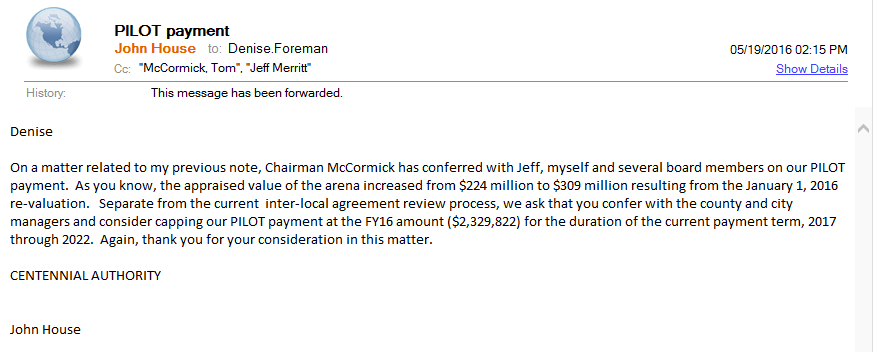 PILOT payment
John House to: Denise.Foreman 05/19/2016 02:15 PM
Cc: "McCormick, Tom", "Jeff Merritt" Show Details
History: This message has been forwarded.
Denise
On a matter related to my previous note, Chairman McCormick has conferred with Jeff, myself and several board members on our PILOT
payment.  As you know, the appraised value of the arena increased from $224 million to $309 million resulting from the January 1, 2016
re-valuation.   Separate from the current  inter-local agreement review process, we ask that you confer with the county and city
managers and consider capping our PILOT payment at the FY16 amount ($2,329,822) for the duration of the current payment term, 2017
through 2022.  Again, thank you for your consideration in this matter.
CENTENNIAL AUTHORITY
John House